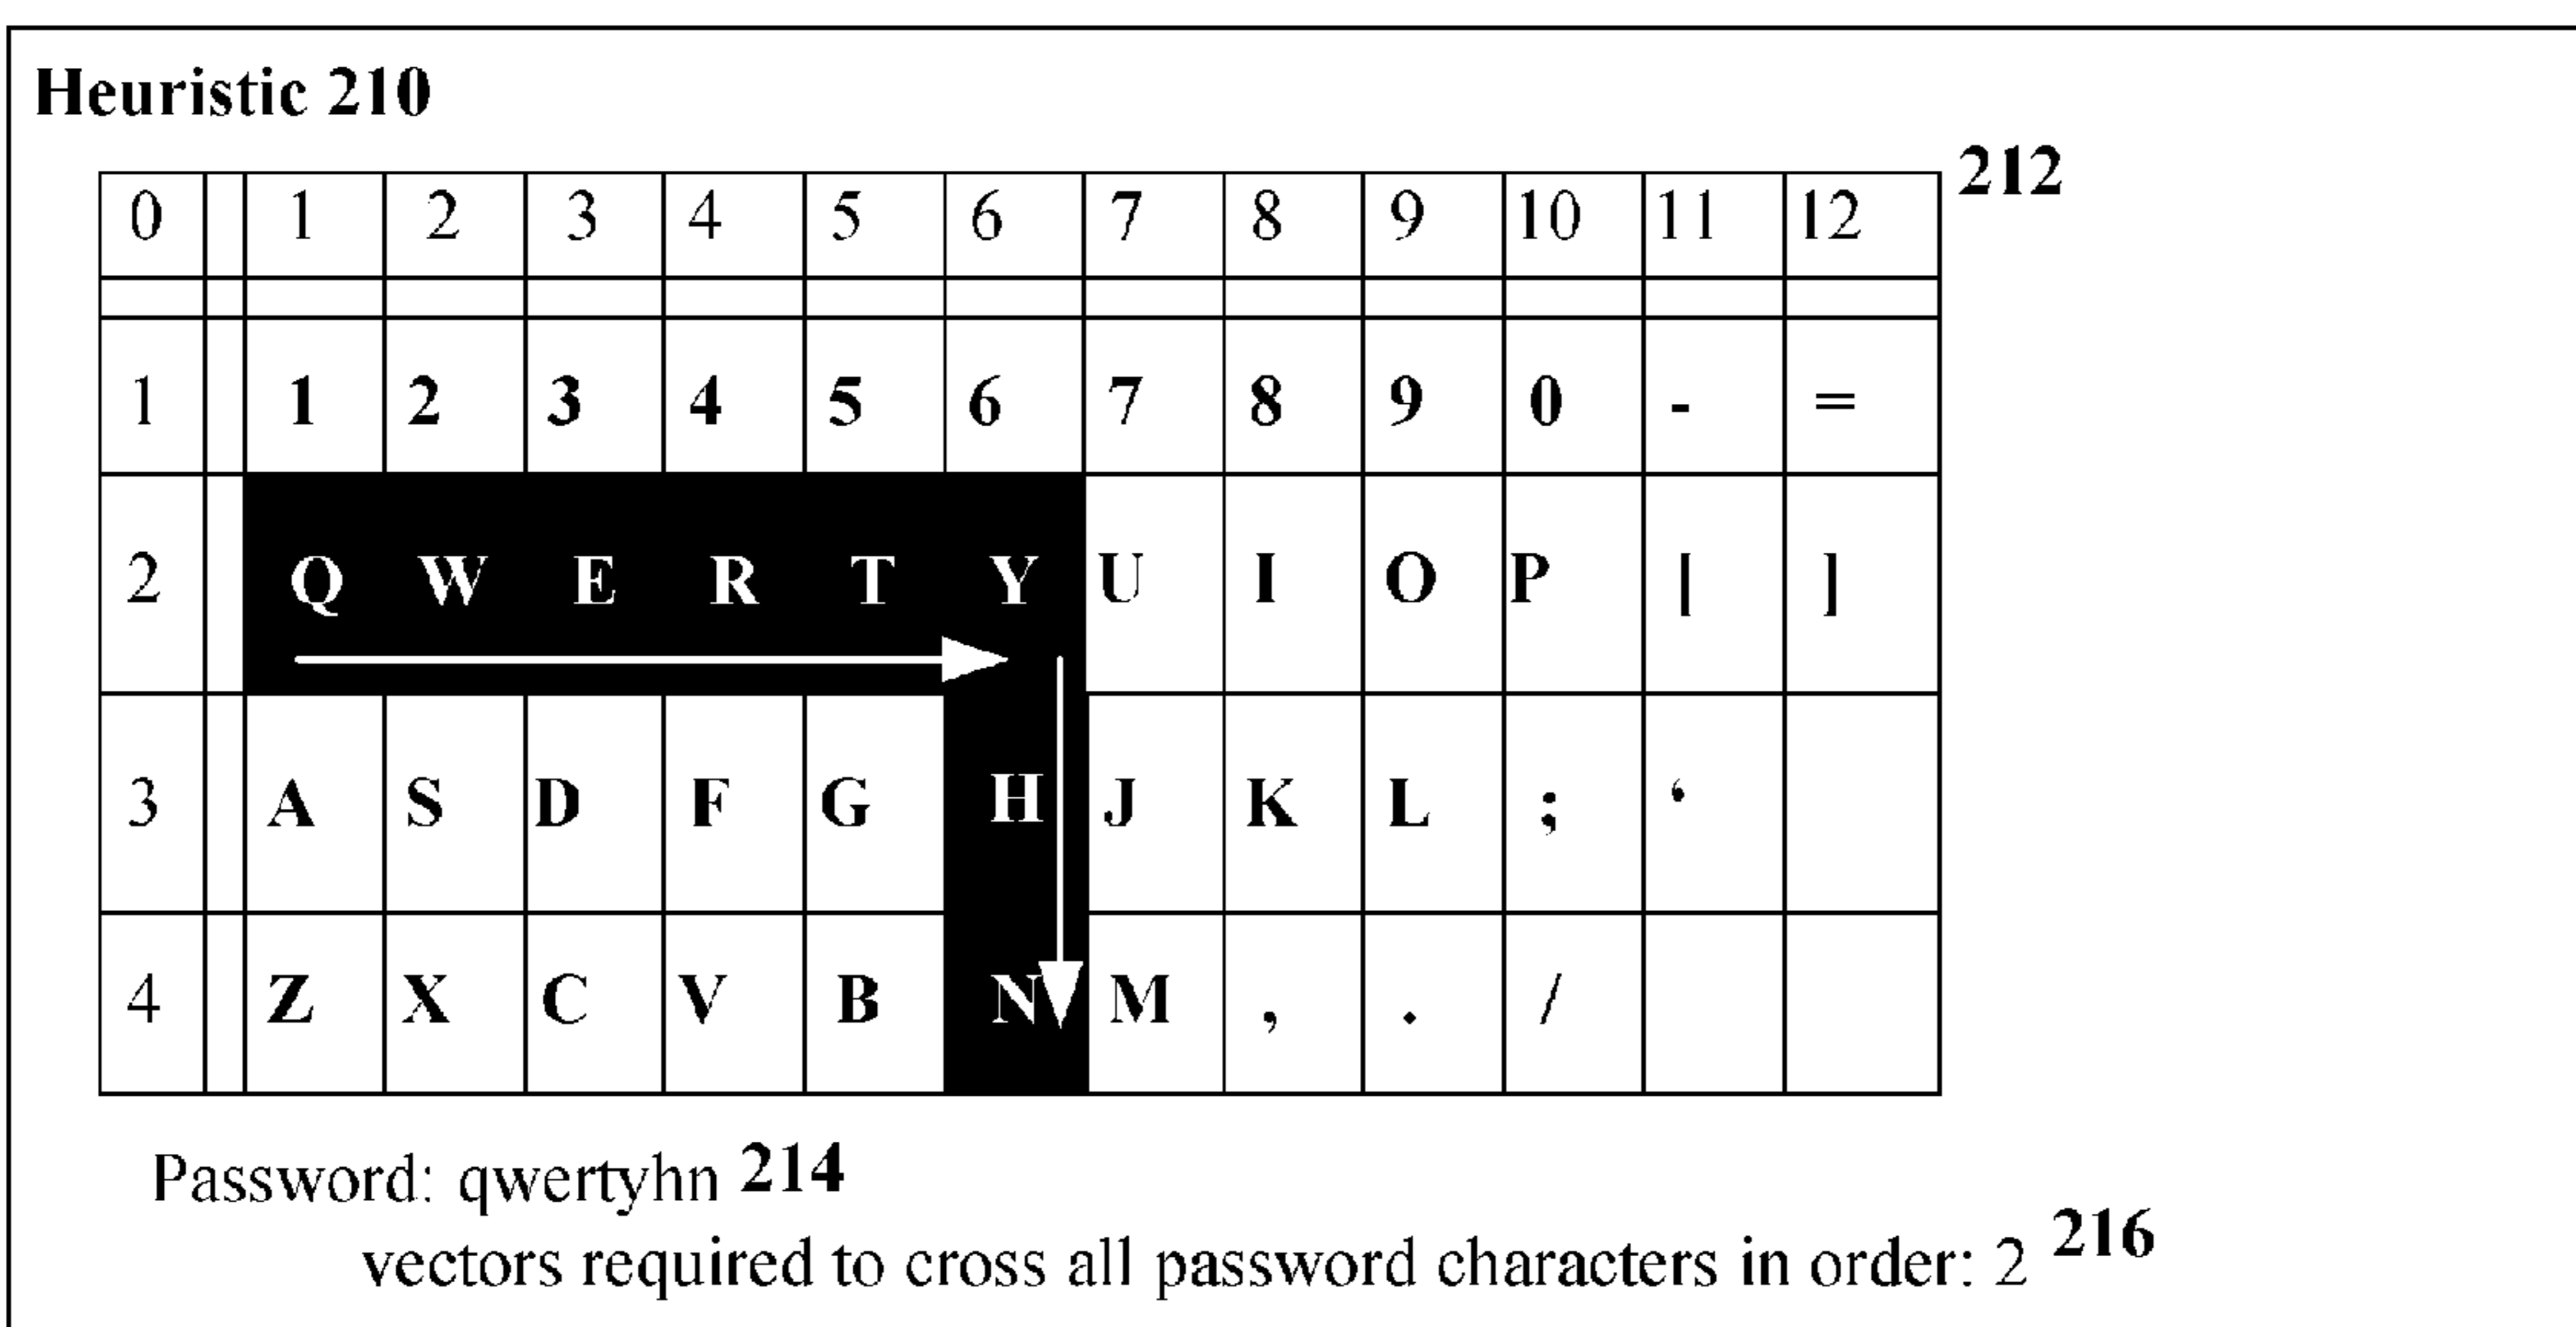 Heuristic 210
212
0 1 2 3 4 5 6 7 8 9 10 11 12
1 1 2 3 4 5 6 7 8 9 0 - =
2 Q W E R T Y U I O P [ ]
3 A S D F G H J K L ; ‘
4 Z X C V B N M , . /
Password: qwertyhn 214
vectors required to cross all password characters in order: 2 216